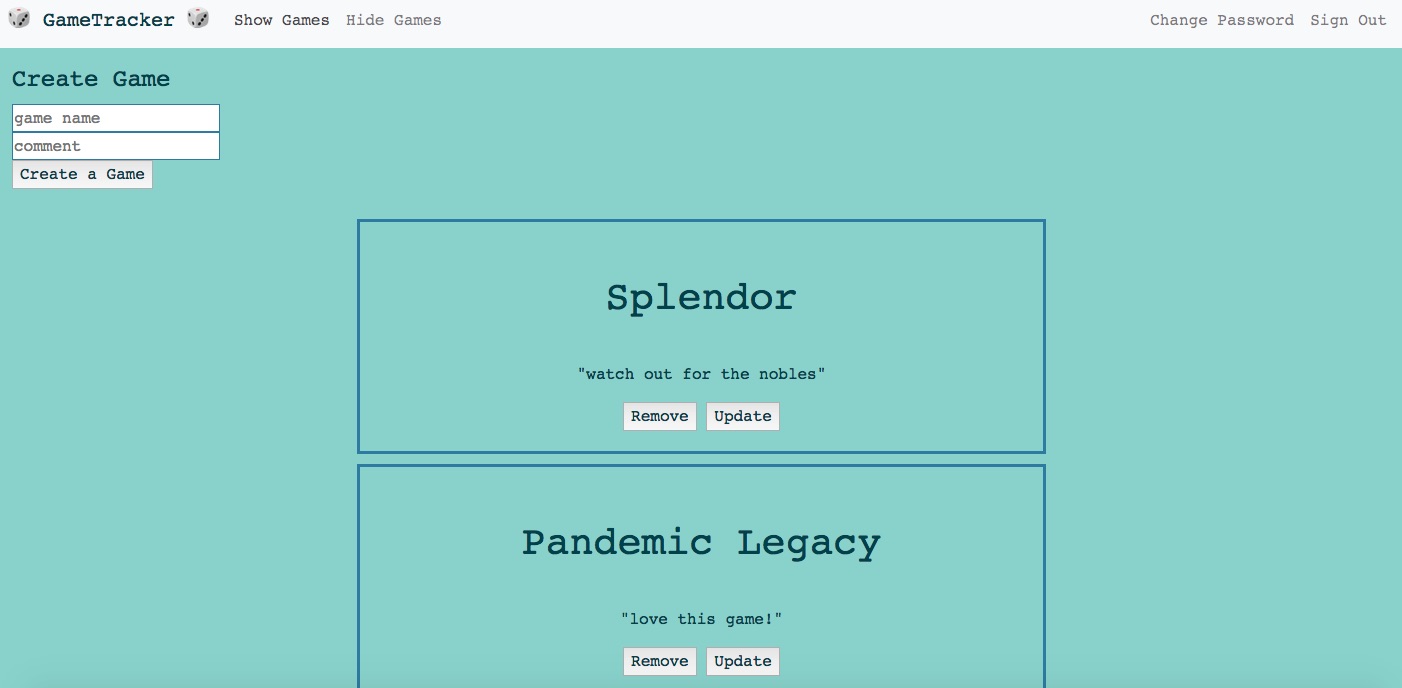 GameTracker Show Games Hide Games Change Password Sign Out
Create Game
game name
comment
Create a Game
Splendor
"watch out for the nobles"
Remove Update
Pandemic Legacy
"love this game!"
Remove Update